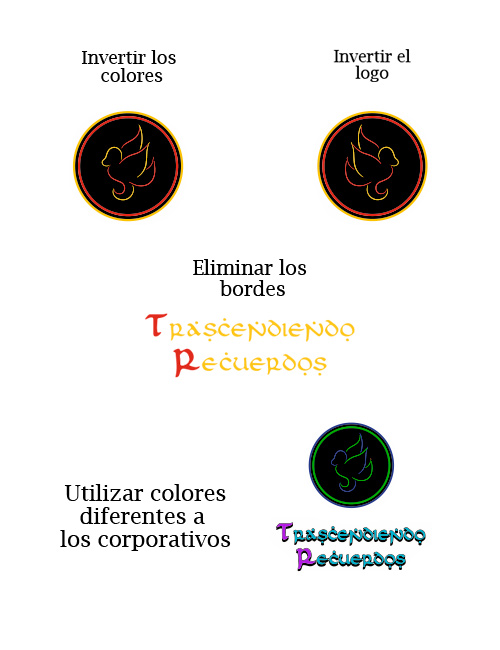 Invertir los
colores
Invertir el
logo
Eliminar los
bordes
Trascendiendo
Recuerdos
Utilizar colores
diferentes a
los corporativos
Trascendiendo
Recuerdos